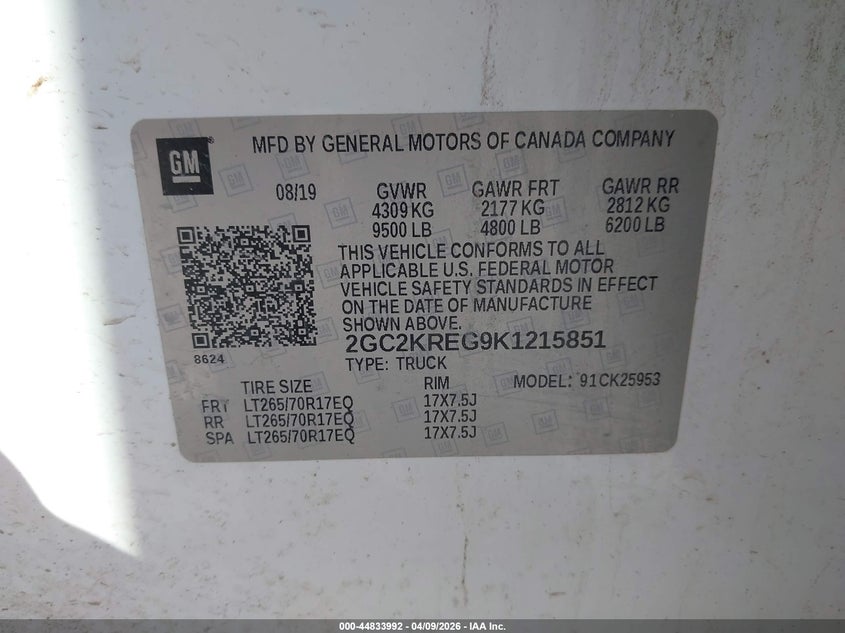 GM
MFD BY GENERAL MOTORS OF CANADA COMPANY
08/19 GVWR GAWR FRT GAWR RR
4309 KG 2177 KG 2812 KG
9500 LB 4800 LB 6200 LB
THIS VEHICLE CONFORMS TO ALL
APPLICABLE U.S. FEDERAL MOTOR
VEHICLE SAFETY STANDARDS IN EFFECT
ON THE DATE OF MANUFACTURE
SHOWN ABOVE.
2GC2KREG9K1215851
8624
TYPE: TRUCK
MODEL: 91CK25953
TIRE SIZE RIM
FRT LT265/70R17EQ 17X7.5J
RR LT265/70R17EQ 17X7.5J
SPA LT265/70R17EQ 17X7.5J
000-44833992 - 04/09/2026 - IAA Inc.